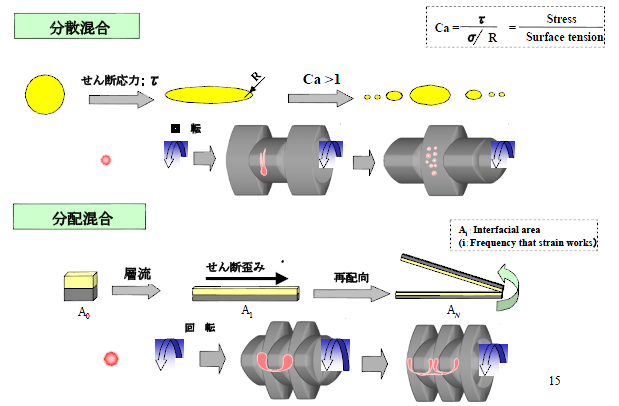 分散混合
Ca = τ / σ/R = Stress / Surface tension
せん断応力: τ
R
Ca >1
回 転
分配混合
Ai : Interfacial area
(i : Frequency that strain works)
層流
せん断歪み
再配向
A0
A1
AN
回 転
15